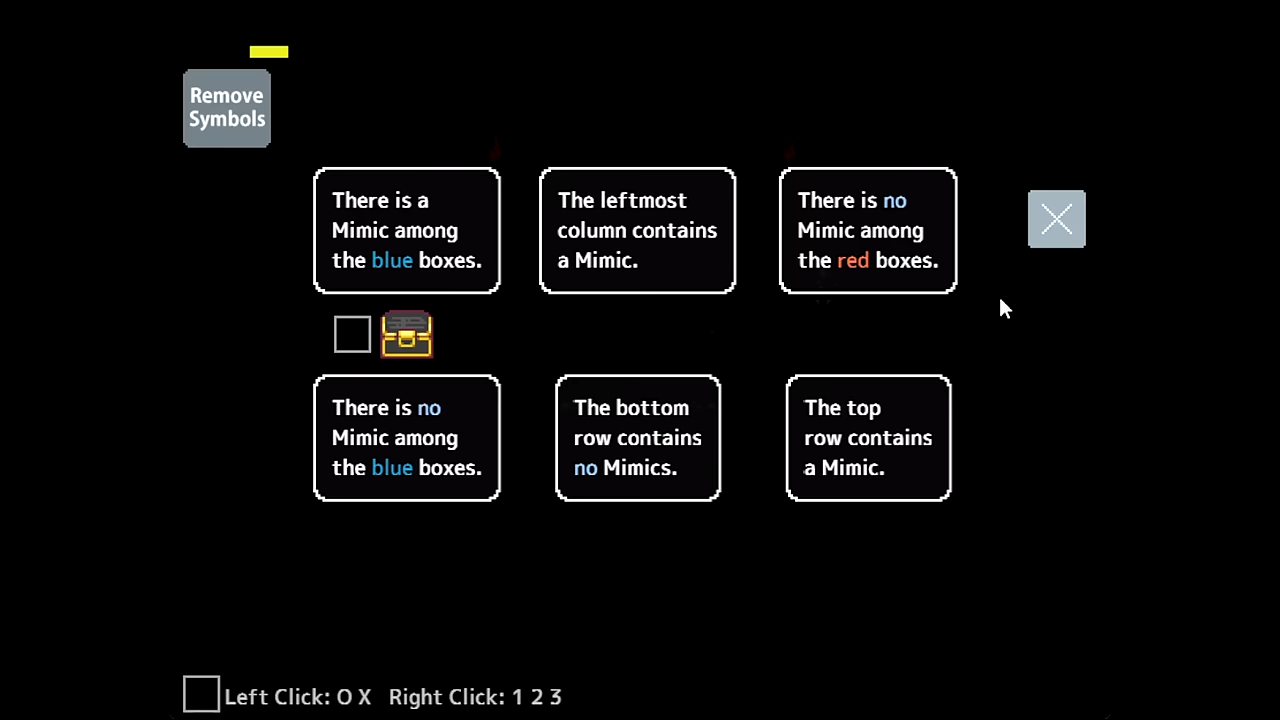 Remove
Symbols
There is a
Mimic among
the blue boxes.
The leftmost
column contains
a Mimic.
There is no
Mimic among
the red boxes.
There is no
Mimic among
the blue boxes.
The bottom
row contains
no Mimics.
The top
row contains
a Mimic.
Left Click: O X Right Click: 1 2 3